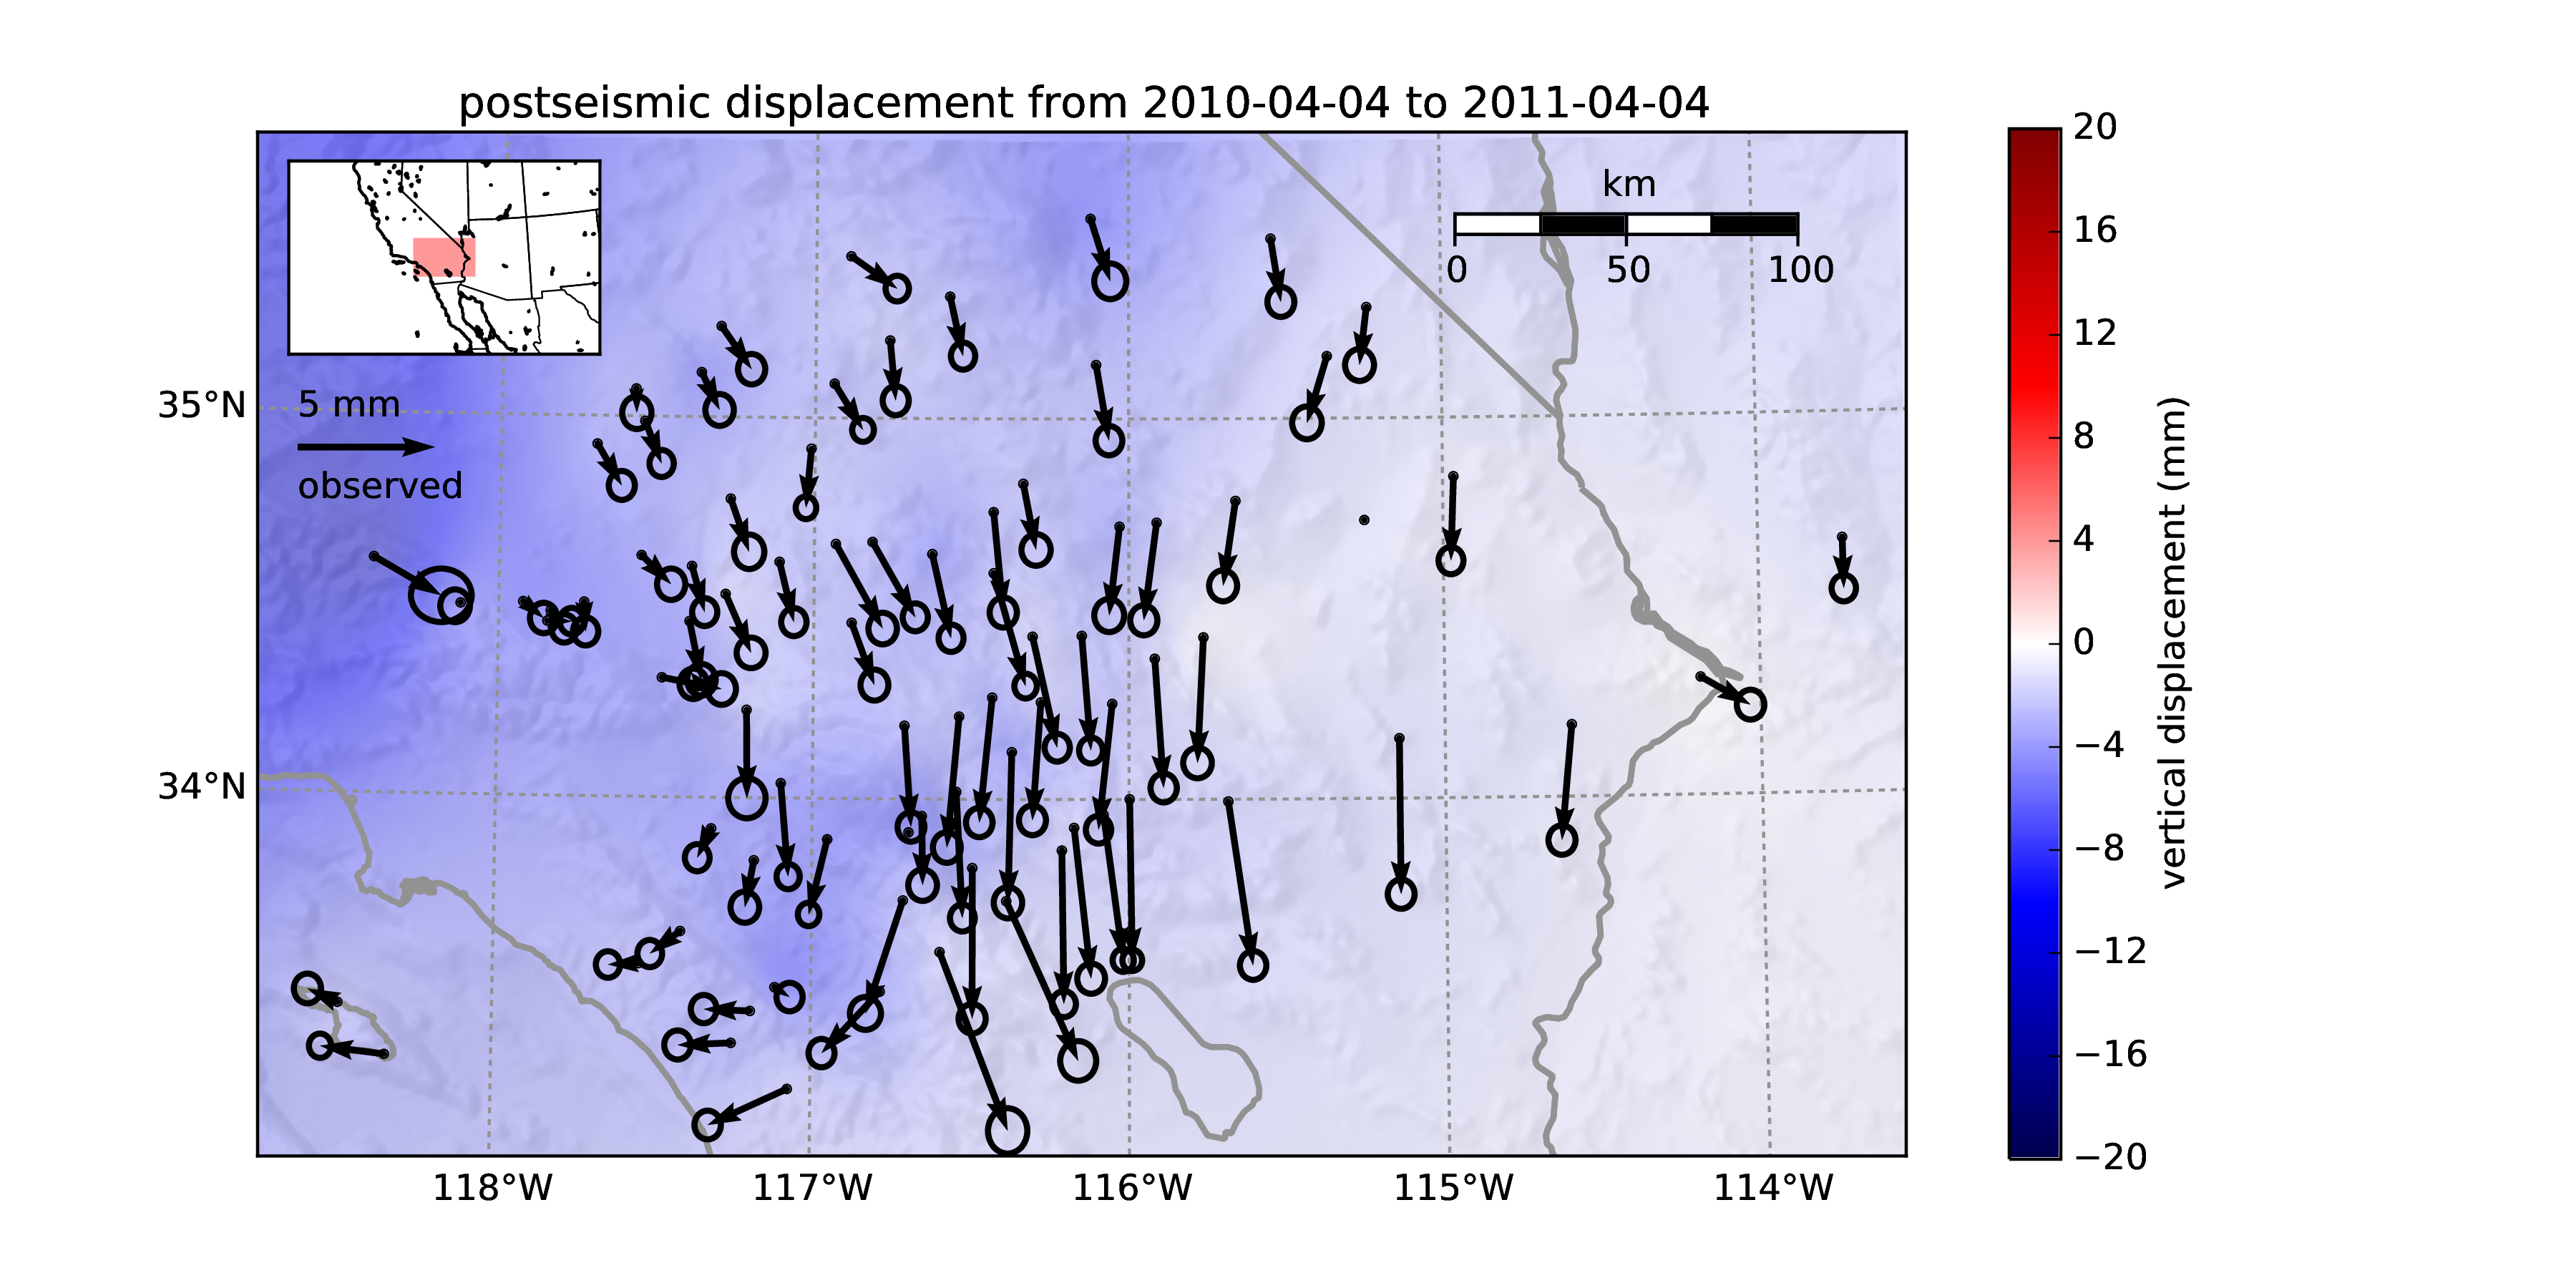 postseismic displacement from 2010-04-04 to 2011-04-04
km
0 50 100
5 mm
observed
35°N
34°N
118°W 117°W 116°W 115°W 114°W
20
16
12
8
4
0
−4
−8
−12
−16
−20
vertical displacement (mm)